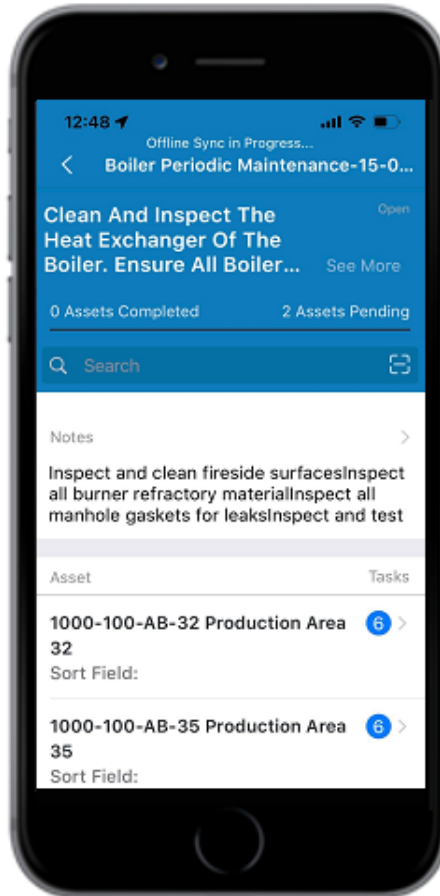 12:48
Offline Sync in Progress...
Boiler Periodic Maintenance-15-0...
Clean And Inspect The
Open
Heat Exchanger Of The
Boiler. Ensure All Boiler...
See More
0 Assets Completed
2 Assets Pending
Search
Notes
Inspect and clean fireside surfacesInspect
all burner refractory materialInspect all
manhole gaskets for leaksInspect and test
Asset
Tasks
1000-100-AB-32 Production Area
6
32
Sort Field:
1000-100-AB-35 Production Area
6
35
Sort Field: